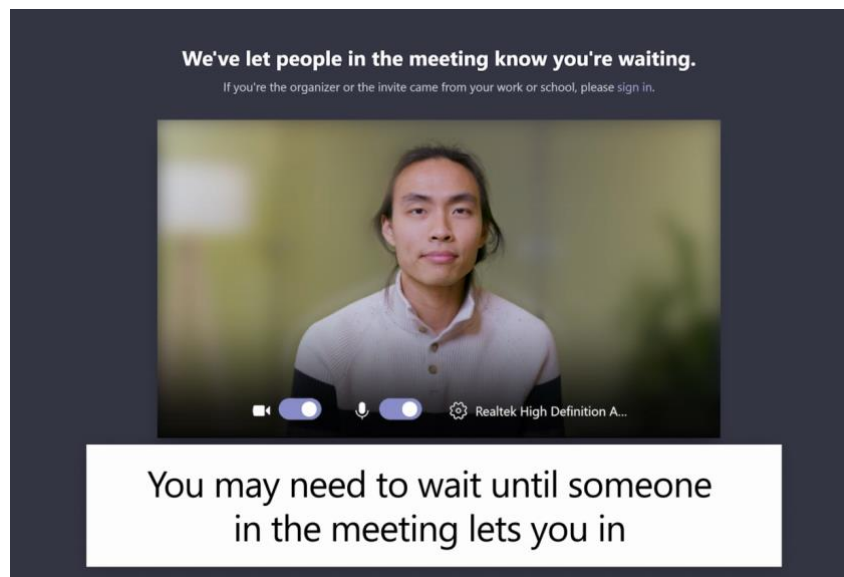 We've let people in the meeting know you're waiting.
If you're the organizer or the invite came from your work or school, please sign in.
Realtek High Definition A...
You may need to wait until someone
in the meeting lets you in